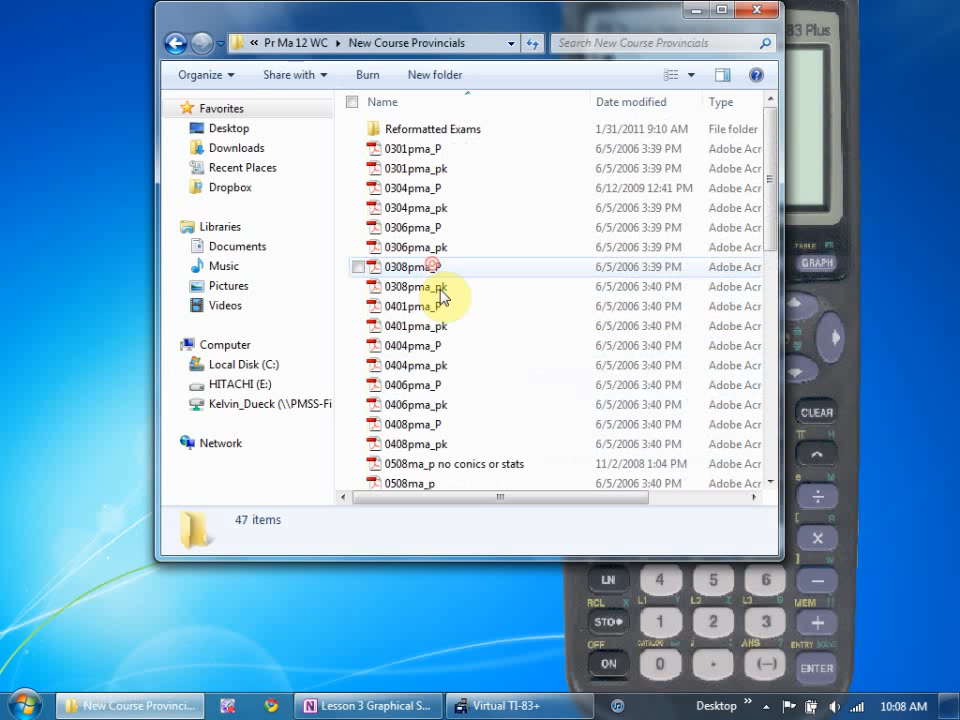 83 Plus
« Pr Ma 12 WC ▸ New Course Provincials
Search New Course Provincials
Organize
Share with
Burn
New folder
Name
Date modified
Type
Favorites
Desktop
Downloads
Recent Places
Dropbox
Libraries
Documents
Music
Pictures
Videos
Computer
Local Disk (C:)
HITACHI (E:)
Kelvin_Dueck (\\PMSS-Fi
Network
Reformatted Exams 1/31/2011 9:10 AM File folder
0301pma_P 6/5/2006 3:39 PM Adobe Acr
0301pma_pk 6/5/2006 3:39 PM Adobe Acr
0304pma_P 6/12/2009 12:41 PM Adobe Acr
0304pma_pk 6/5/2006 3:39 PM Adobe Acr
0306pma_P 6/5/2006 3:39 PM Adobe Acr
0306pma_pk 6/5/2006 3:39 PM Adobe Acr
0308pma_P 6/5/2006 3:39 PM Adobe Acr
0308pma_pk 6/5/2006 3:40 PM Adobe Acr
0401pma_P 6/5/2006 3:40 PM Adobe Acr
0401pma_pk 6/5/2006 3:40 PM Adobe Acr
0404pma_P 6/5/2006 3:40 PM Adobe Acr
0404pma_pk 6/5/2006 3:40 PM Adobe Acr
0406pma_P 6/5/2006 3:40 PM Adobe Acr
0406pma_pk 6/5/2006 3:40 PM Adobe Acr
0408pma_P 6/5/2006 3:40 PM Adobe Acr
0408pma_pk 6/5/2006 3:40 PM Adobe Acr
0508ma_p no conics or stats 11/2/2008 1:04 PM Adobe Acr
0508ma_p 6/5/2006 3:40 PM Adobe Acr
47 items
TABLE F5
GRAPH
CLEAR
π H
^
e M
÷
[ R
×
] W
LN 4 5 6 −
RCL X L1 Y L2 Z L3 MEM
STO 1 2 3 +
OFF CATALOG ANS ? ENTRY SOLVE
ON 0 . (−) ENTER
New Course Provinci...
Lesson 3 Graphical S...
Virtual TI-83+
Desktop »
10:08 AM